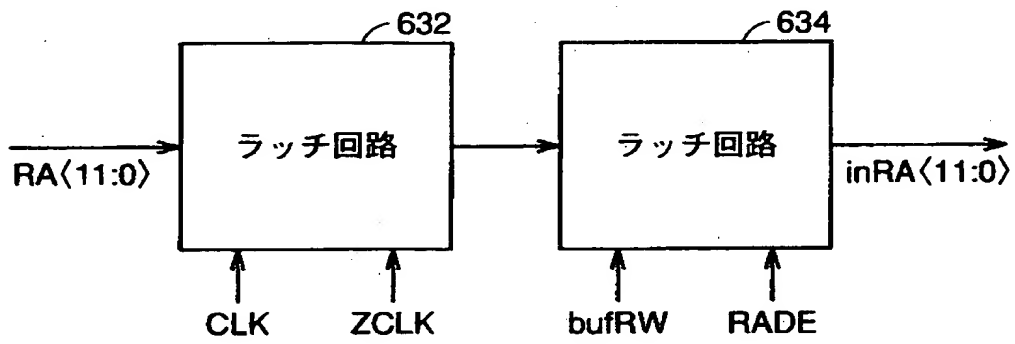 632
634
ラッチ回路
ラッチ回路
RA〈11:0〉
inRA〈11:0〉
CLK
ZCLK
bufRW
RADE